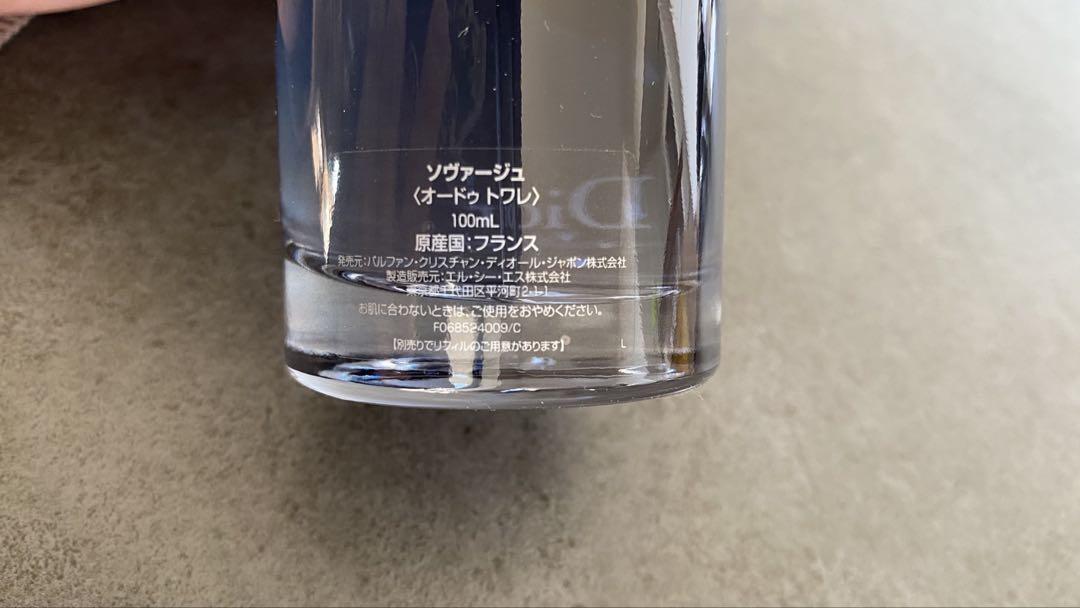 ソヴァージュ
〈オードゥ トワレ〉
100mL
原産国：フランス
発売元：パルファン・クリスチャン・ディオール・ジャポン株式会社
製造販売元：エル・シー・エス株式会社
東京都千代田区平河町2-1-1
お肌に合わないときは、ご使用をおやめください。
F068524009/C
【別売りでリフィルのご用意があります】 L